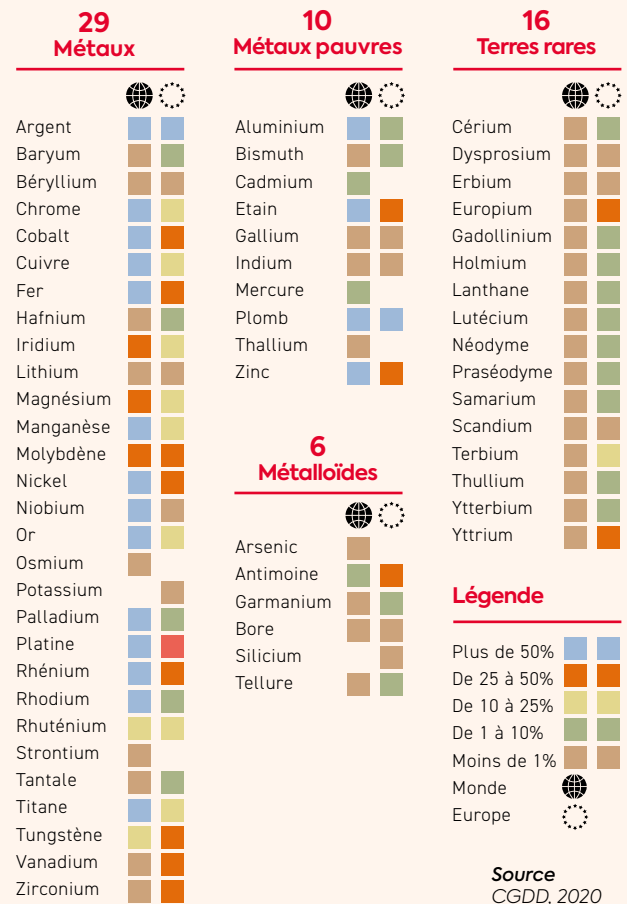 29
Métaux
Argent
Baryum
Béryllium
Chrome
Cobalt
Cuivre
Fer
Hafnium
Iridium
Lithium
Magnésium
Manganèse
Molybdène
Nickel
Niobium
Or
Osmium
Potassium
Palladium
Platine
Rhénium
Rhodium
Rhuténium
Strontium
Tantale
Titane
Tungstène
Vanadium
Zirconium
10
Métaux pauvres
Aluminium
Bismuth
Cadmium
Etain
Gallium
Indium
Mercure
Plomb
Thallium
Zinc
6
Métalloïdes
Arsenic
Antimoine
Garmanium
Bore
Silicium
Tellure
16
Terres rares
Cérium
Dysprosium
Erbium
Europium
Gadollinium
Holmium
Lanthane
Lutécium
Néodyme
Praséodyme
Samarium
Scandium
Terbium
Thullium
Ytterbium
Yttrium
Légende
Plus de 50%
De 25 à 50%
De 10 à 25%
De 1 à 10%
Moins de 1%
Monde
Europe
Source
CGDD, 2020